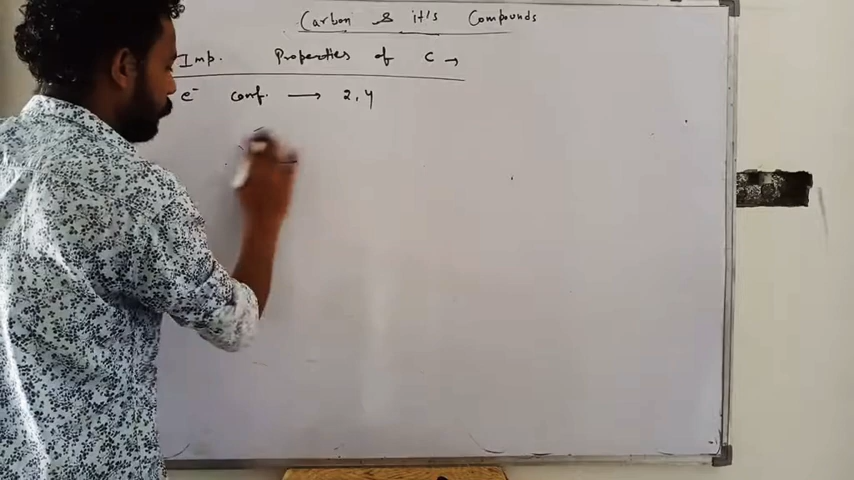 Carbon & it's Compounds
Imp. Properties of C →
e⁻ conf. → 2,4